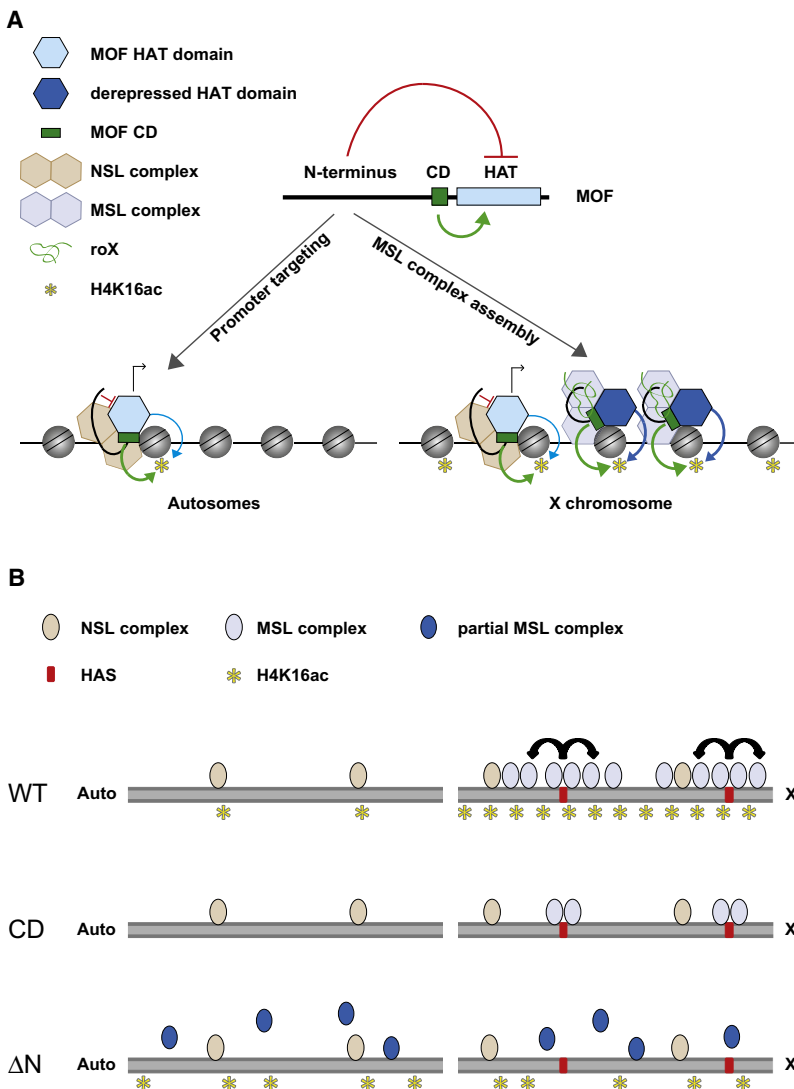 A
MOF HAT domain
derepressed HAT domain
MOF CD
NSL complex
MSL complex
roX
H4K16ac
N-terminus CD HAT
MOF
Promoter targeting
MSL complex assembly
Autosomes
X chromosome
B
NSL complex
MSL complex
partial MSL complex
HAS
H4K16ac
WT Auto X
CD Auto X
ΔN Auto X